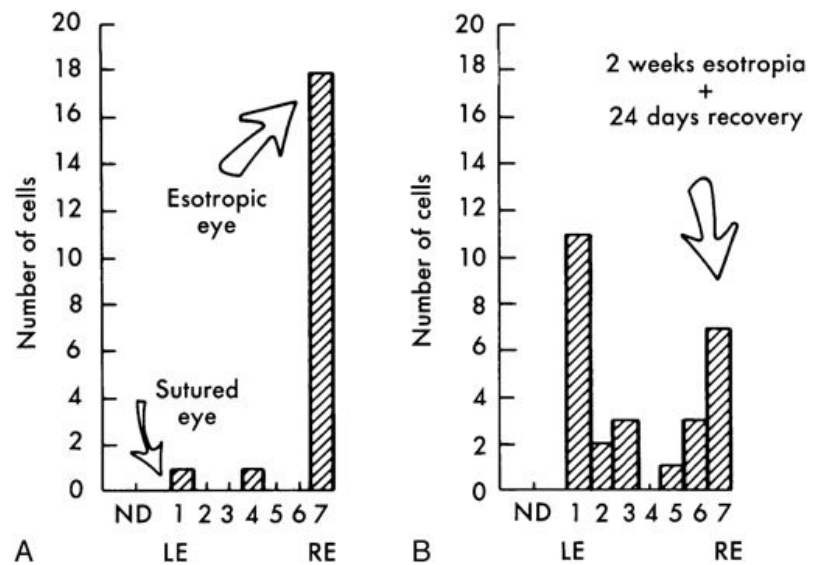 20
18
16
14
12
10
8
6
4
2
0
Number of cells
Esotropic
eye
Sutured
eye
ND 1 2 3 4 5 6 7
LE RE
A
20
18
16
14
12
10
8
6
4
2
0
Number of cells
2 weeks esotropia
+
24 days recovery
ND 1 2 3 4 5 6 7
LE RE
B